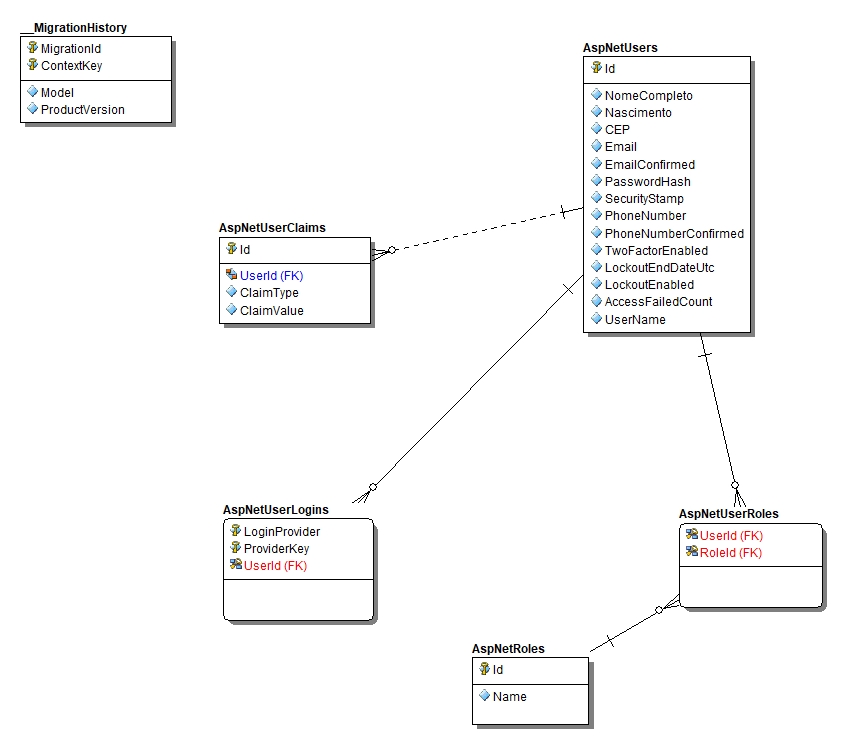 __MigrationHistory
MigrationId
ContextKey
Model
ProductVersion
AspNetUsers
Id
NomeCompleto
Nascimento
CEP
Email
EmailConfirmed
PasswordHash
SecurityStamp
PhoneNumber
PhoneNumberConfirmed
TwoFactorEnabled
LockoutEndDateUtc
LockoutEnabled
AccessFailedCount
UserName
AspNetUserClaims
Id
UserId (FK)
ClaimType
ClaimValue
AspNetUserLogins
LoginProvider
ProviderKey
UserId (FK)
AspNetUserRoles
UserId (FK)
RoleId (FK)
AspNetRoles
Id
Name